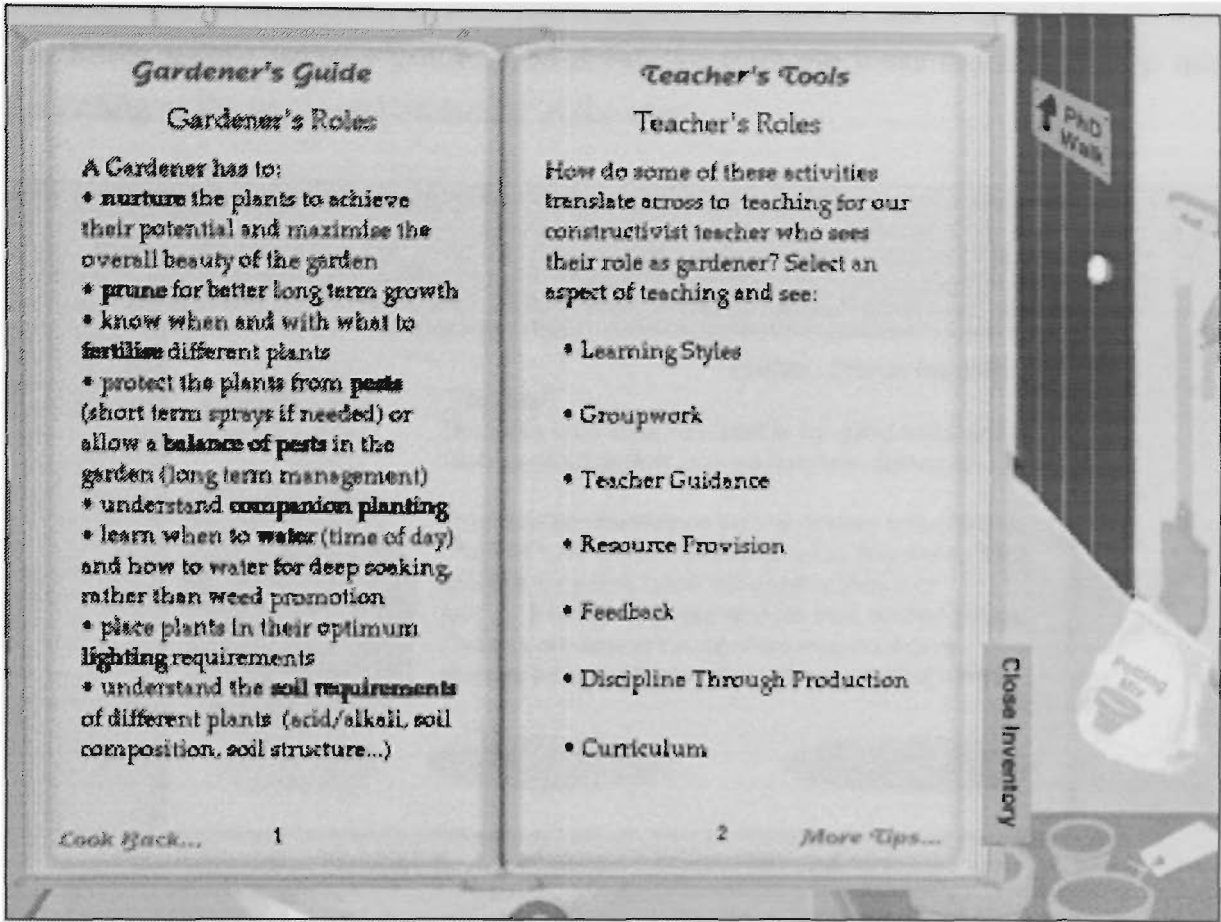 Gardener's Guide
Gardener's Roles
A Gardener has to:
• nurture the plants to achieve
their potential and maximise the
overall beauty of the garden
• prune for better long term growth
• know when and with what to
fertilise different plants
• protect the plants from pests
(short term sprays if needed) or
allow a balance of pests in the
garden (long term management)
• understand companion planting
• learn when to water (time of day)
and how to water for deep soaking,
rather than weed promotion
• place plants in their optimum
lighting requirements
• understand the soil requirements
of different plants (acid/alkali, soil
composition, soil structure...)
Look Back...
1
Teacher's Tools
Teacher's Roles
How do some of these activities
translate across to teaching for our
constructivist teacher who sees
their role as gardener? Select an
aspect of teaching and see:
• Learning Styles
• Groupwork
• Teacher Guidance
• Resource Provision
• Feedback
• Discipline Through Production
• Curriculum
2
More Tips...
PhD
Walk
Close Inventory
Potting
Mix